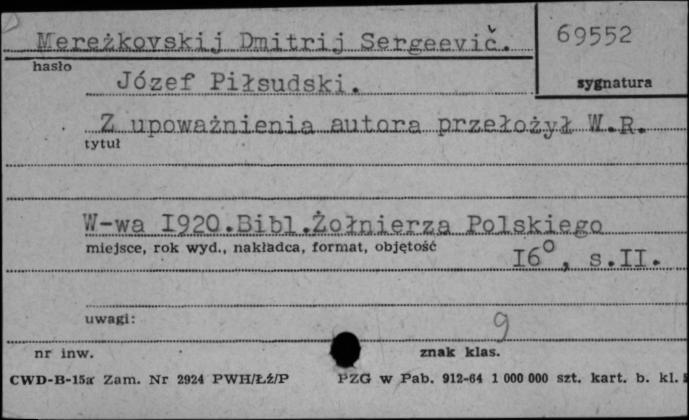 Mereżkovskij Dmitrij Sergeevič.
69552
hasło
sygnatura
Józef Piłsudski.
Z upoważnienia autora przełożył W.R.
tytuł
W-wa I920.Bibl.Żołnierza Polskiego
miejsce, rok wyd., nakładca, format, objętość
I6°, s.II.
uwagi:
9
nr inw.
znak klas.
CWD-B-15a Zam. Nr 2924 PWH/Łź/P
PZG w Pab. 912-64 1 000 000 szt. kart. b. kl.